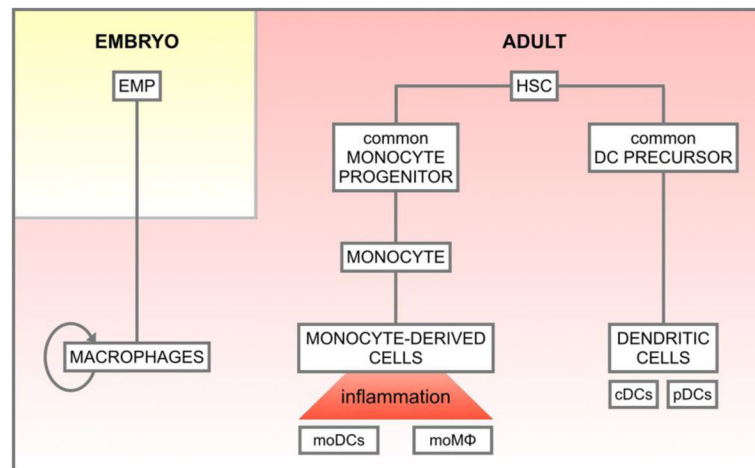 EMBRYO
EMP
MACROPHAGES
ADULT
HSC
common
MONOCYTE
PROGENITOR
MONOCYTE
MONOCYTE-DERIVED
CELLS
inflammation
moDCs
moMΦ
common
DC PRECURSOR
DENDRITIC
CELLS
cDCs
pDCs